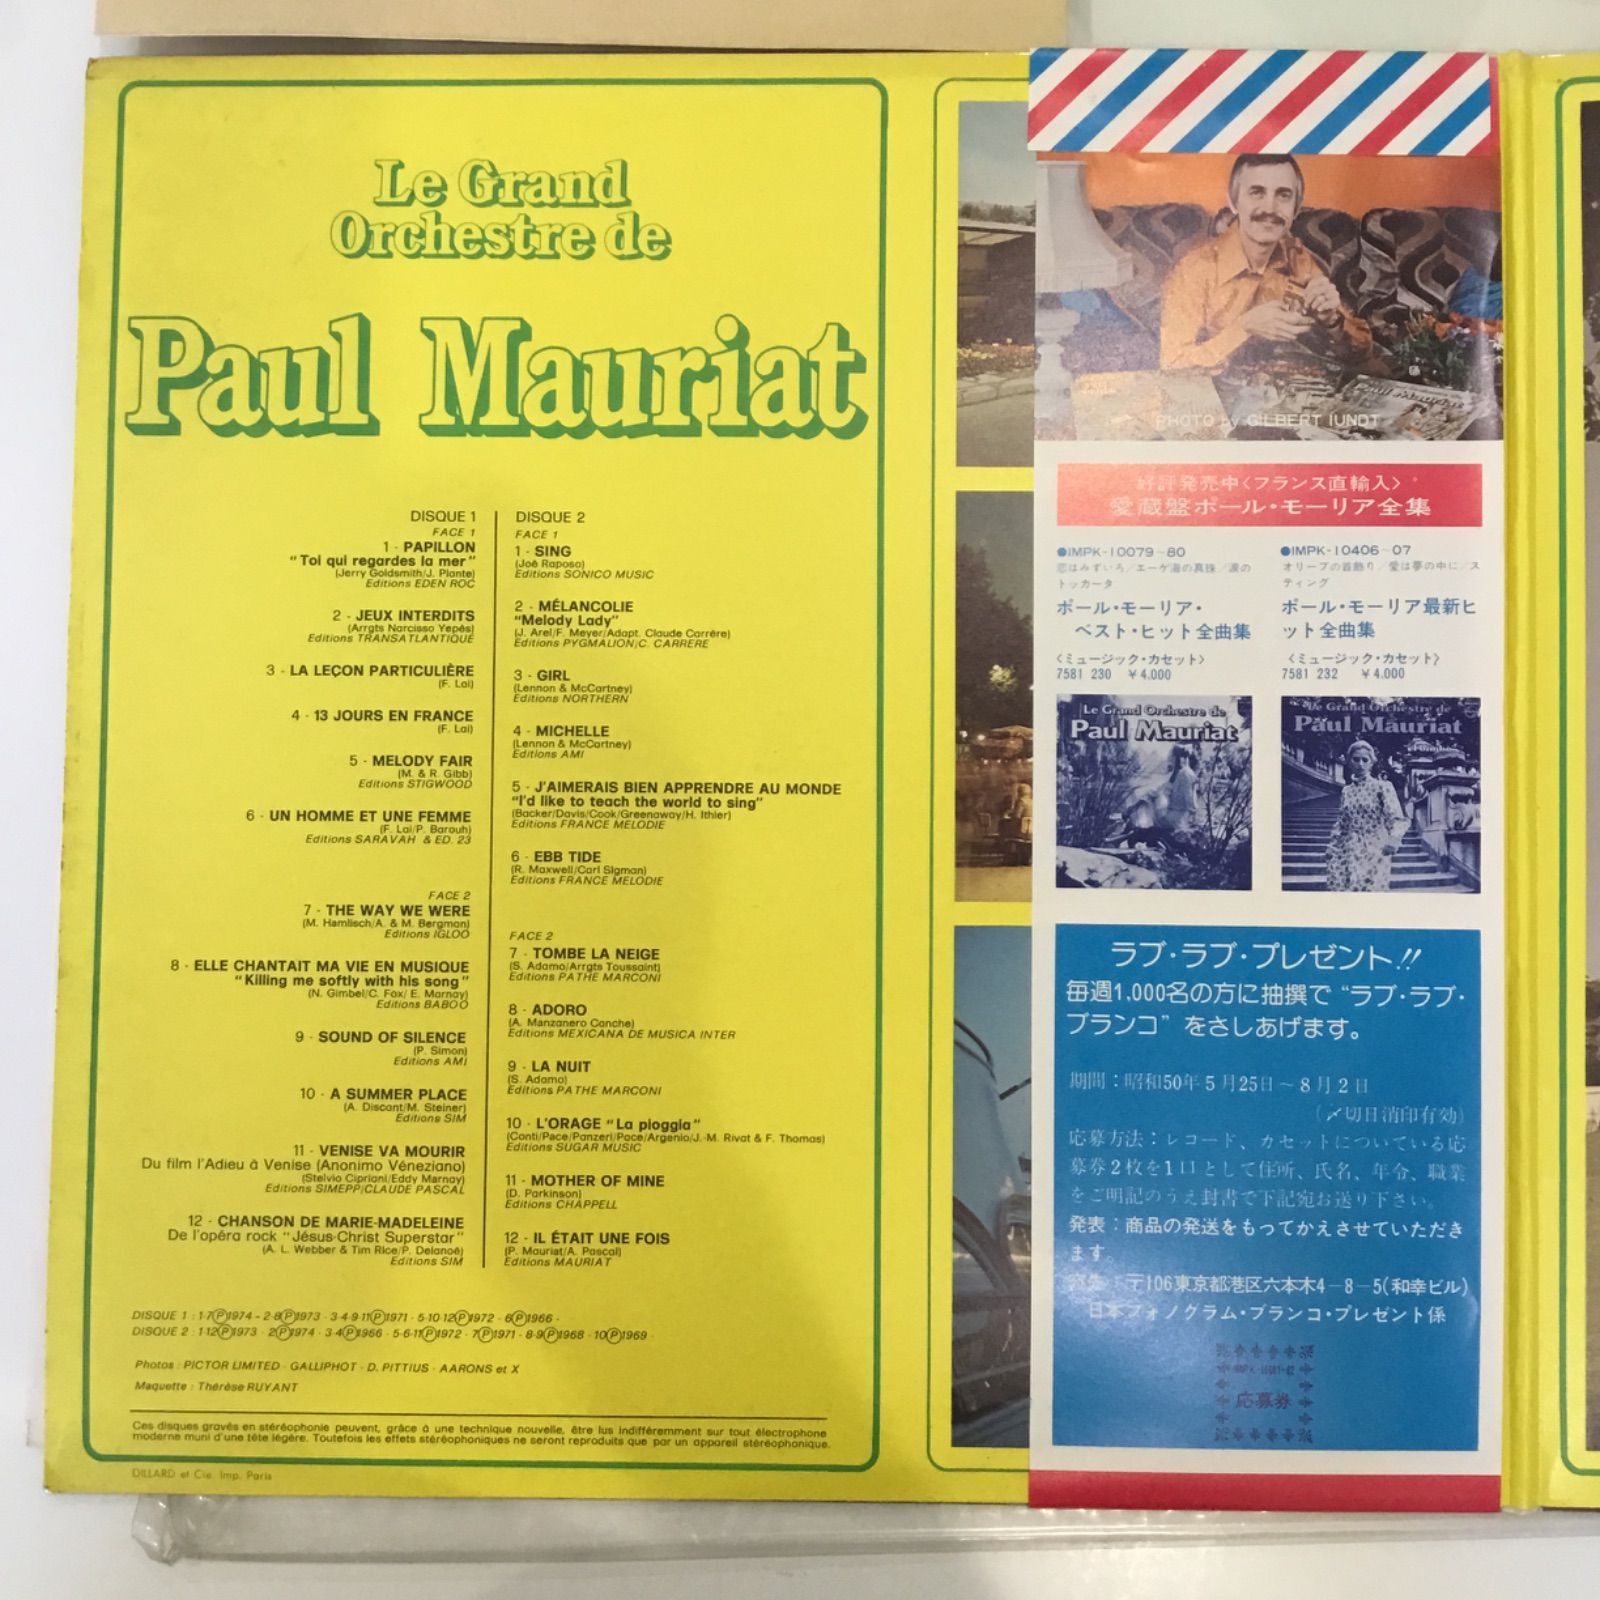 Le Grand
Orchestre de
Paul Mauriat
DISQUE 1
FACE 1
1 - PAPILLON
"Toi qui regardes la mer"
(Jerry Goldsmith/J. Plante)
Editions EDEN ROC
2 - JEUX INTERDITS
(Arrgts Narcisso Yepès)
Editions TRANSATLANTIQUE
3 - LA LEÇON PARTICULIÈRE
(F. Lai)
4 - 13 JOURS EN FRANCE
(F. Lai)
5 - MELODY FAIR
(M. & R. Gibb)
Editions STIGWOOD
6 - UN HOMME ET UNE FEMME
(F. Lai/P. Barouh)
Editions SARAVAH & ED. 23
FACE 2
7 - THE WAY WE WERE
(M. Hamlisch/A. & M. Bergman)
Editions IGLOO
8 - ELLE CHANTAIT MA VIE EN MUSIQUE
"Killing me softly with his song"
(N. Gimbel/C. Fox/ E. Marnay)
Editions BABOO
9 - SOUND OF SILENCE
(P. Simon)
Editions AMI
10 - A SUMMER PLACE
(A. Discant/M. Steiner)
Editions SIM
11 - VENISE VA MOURIR
Du film l'Adieu à Venise (Anonimo Véneziano)
(Stelvio Cipriani/Eddy Marnay)
Editions SIMEPP/CLAUDE PASCAL
12 - CHANSON DE MARIE-MADELEINE
De l'opéra rock "Jésus-Christ Superstar"
(A. L. Webber & Tim Rice/P. Delanoé)
Editions SIM
DISQUE 2
FACE 1
1 - SING
(Joë Raposo)
Editions SONICO MUSIC
2 - MÉLANCOLIE
"Melody Lady"
(J. Arel/F. Meyer/Adapt. Claude Carrére)
Editions PYGMALION/C. CARRERE
3 - GIRL
(Lennon & McCartney)
Editions NORTHERN
4 - MICHELLE
(Lennon & McCartney)
Editions AMI
5 - J'AIMERAIS BIEN APPRENDRE AU MONDE
"I'd like to teach the world to sing"
(Backer/Davis/Cook/Greenaway/H. Ithier)
Editions FRANCE MELODIE
6 - EBB TIDE
(R. Maxwell/Carl Sigman)
Editions FRANCE MELODIE
FACE 2
7 - TOMBE LA NEIGE
(S. Adamo/Arrgts Toussaint)
Editions PATHE MARCONI
8 - ADORO
(A. Manzanero Canche)
Editions MEXICANA DE MUSICA INTER
9 - LA NUIT
(S. Adamo)
Editions PATHE MARCONI
10 - L'ORAGE "La pioggia"
(Conti/Pace/Panzeri/Pace/Argenio/J.-M. Rivat & F. Thomas)
Editions SUGAR MUSIC
11 - MOTHER OF MINE
(D. Parkinson)
Editions CHAPPELL
12 - IL ÉTAIT UNE FOIS
(P. Mauriat/A. Pascal)
Editions MAURIAT
DISQUE 1 : 1-7Ⓟ1974 - 2-8Ⓟ1973 - 3-4-9-11Ⓟ1971 - 5-10-12Ⓟ1972 - 6Ⓟ1966 -
DISQUE 2 : 1-12Ⓟ1973 - 2Ⓟ1974 - 3-4Ⓟ1966 - 5-6-11Ⓟ1972 - 7Ⓟ1971 - 8-9Ⓟ1968 - 10Ⓟ1969 -
Photos : PICTOR LIMITED - GALLIPHOT - D. PITTIUS - AARONS et X
Maquette : Thérèse RUYANT
Ces disques gravés en stéréophonie peuvent, grâce à une technique nouvelle, être lus indifféremment sur tout électrophone
moderne muni d'une tête légère. Toutefois les effets stéréophoniques ne seront reproduits que par un appareil stéréophonique.
DILLARD et Cie. Imp. Paris
PHOTO by GILBERT IUNDT
好評発売中〈フランス直輸入〉
愛蔵盤ポール・モーリア全集
●IMPK-10079~80
恋はみずいろ/エーゲ海の真珠/涙の
トッカータ
ポール・モーリア・
ベスト・ヒット全曲集
〈ミュージック・カセット〉
7581 230 ¥4.000
●IMPK-10406~07
オリーブの首飾り/愛は夢の中に/ス
ティング
ポール・モーリア最新ヒ
ット全曲集
〈ミュージック・カセット〉
7581 232 ¥4.000
Le Grand Orchestre de
Paul Mauriat
Le Grand Orchestre de
Paul Mauriat
ラブ・ラブ・プレゼント!!
毎週1,000名の方に抽撰で“ラブ・ラブ・
ブランコ”をさしあげます。
期間:昭和50年5月25日~8月2日
(〆切日消印有効)
応募方法:レコード、カセットについている応
募券2枚を1口として住所、氏名、年令、職業
をご明記のうえ封書で下記宛お送り下さい。
発表:商品の発送をもってかえさせていただき
ます。
宛先:〒106東京都港区六本木4-8-5(和幸ビル)
日本フォノグラム・ブランコ・プレゼント係
応募券